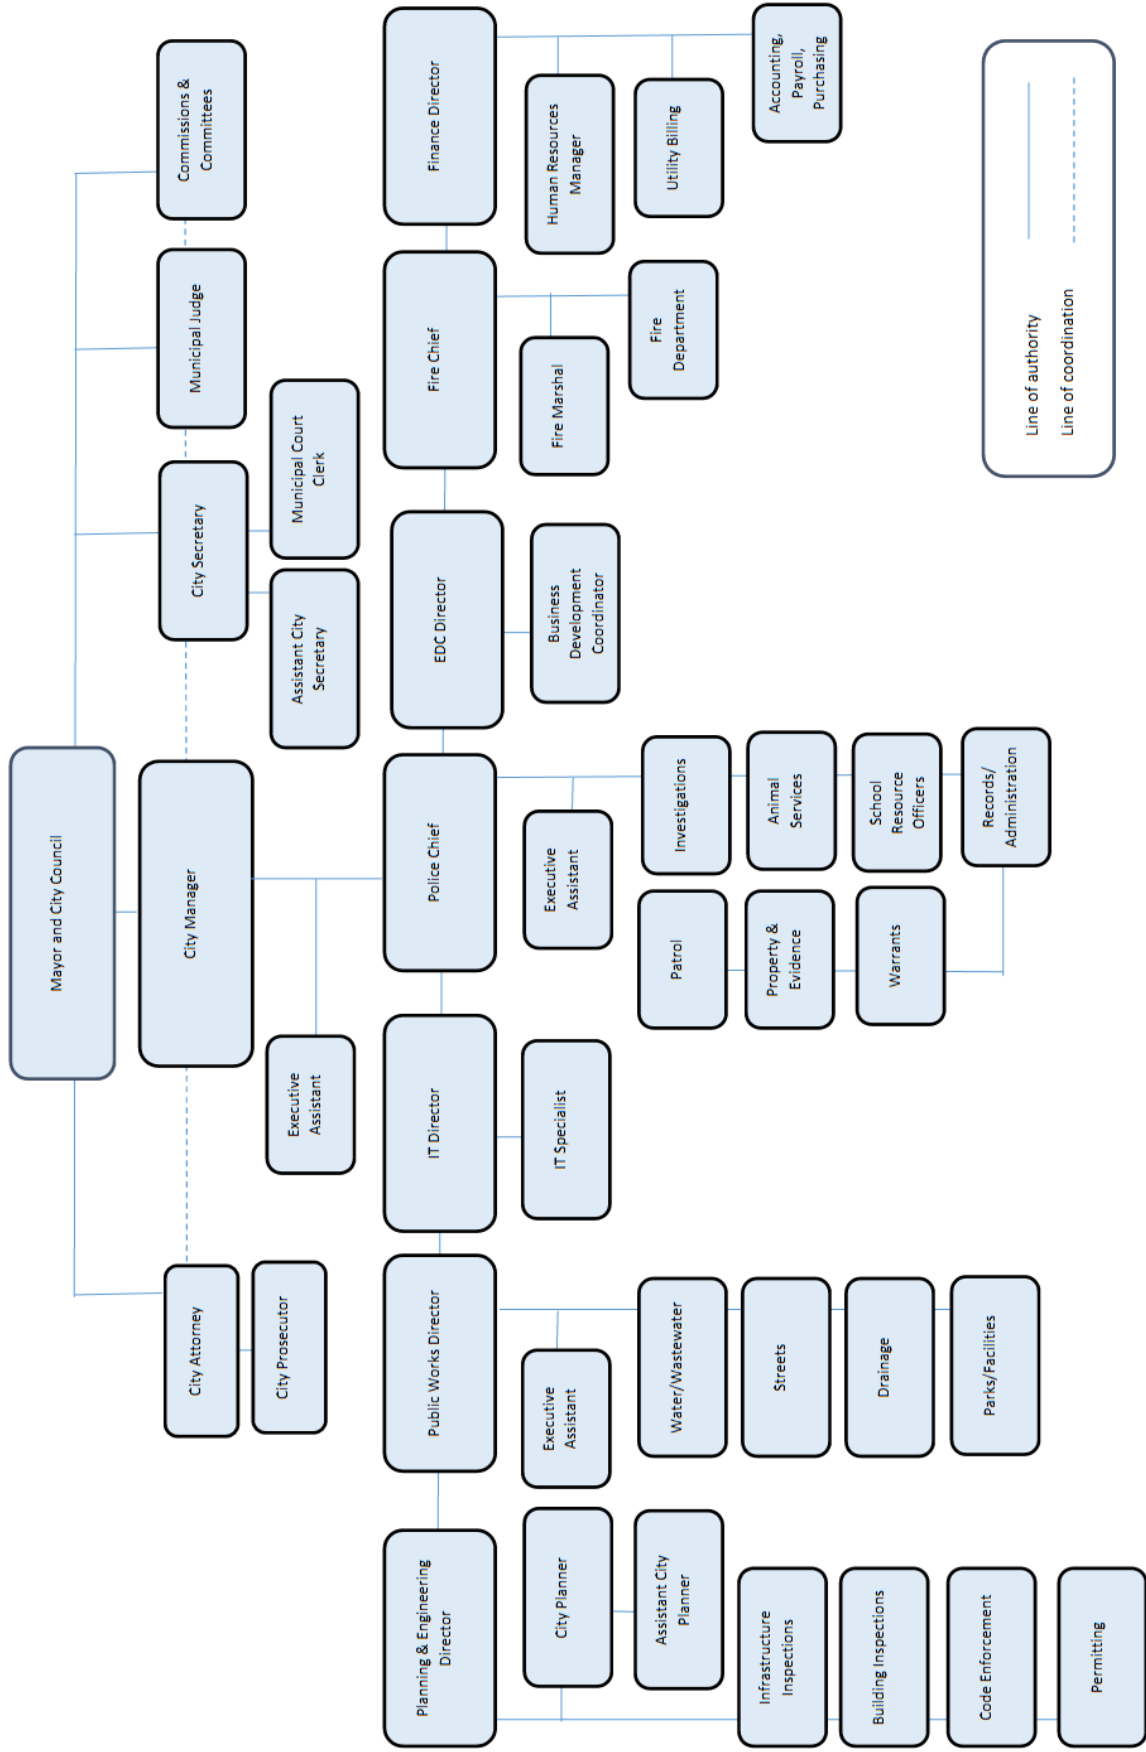 Mayor and City Council
City Manager
City Attorney
City Prosecutor
City Secretary
Municipal Judge
Commissions &
Committees
Executive
Assistant
Assistant City
Secretary
Municipal Court
Clerk
Planning & Engineering
Director
Public Works Director
IT Director
Police Chief
EDC Director
Fire Chief
Finance Director
City Planner
Assistant City
Planner
Infrastructure
Inspections
Building Inspections
Code Enforcement
Permitting
Executive
Assistant
Water/Wastewater
Streets
Drainage
Parks/Facilities
IT Specialist
Executive
Assistant
Patrol
Investigations
Property &
Evidence
Animal
Services
Warrants
School
Resource
Officers
Records/
Administration
Business
Development
Coordinator
Fire Marshal
Fire
Department
Human Resources
Manager
Utility Billing
Accounting,
Payroll,
Purchasing
Line of authority
Line of coordination